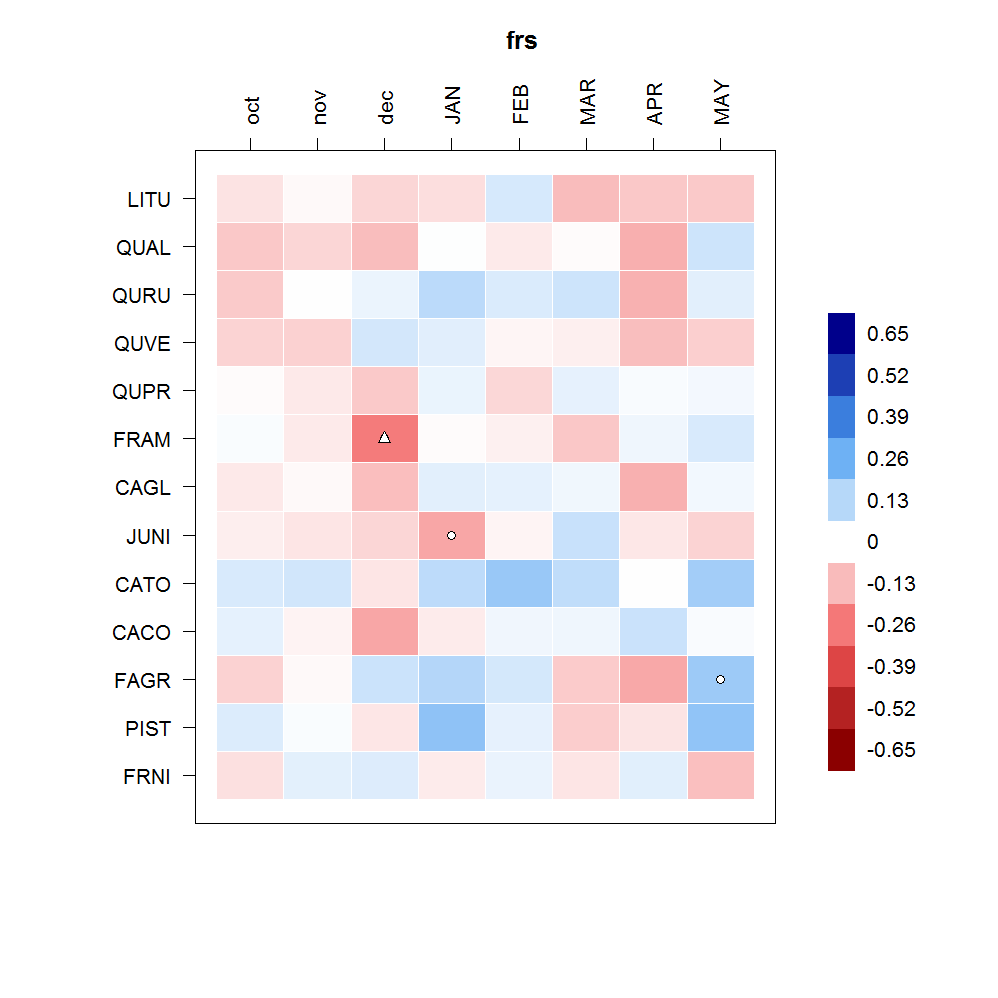 frs
oct nov dec JAN FEB MAR APR MAY
LITU
QUAL
QURU
QUVE
QUPR
FRAM
CAGL
JUNI
CATO
CACO
FAGR
PIST
FRNI
0.65
0.52
0.39
0.26
0.13
0
-0.13
-0.26
-0.39
-0.52
-0.65